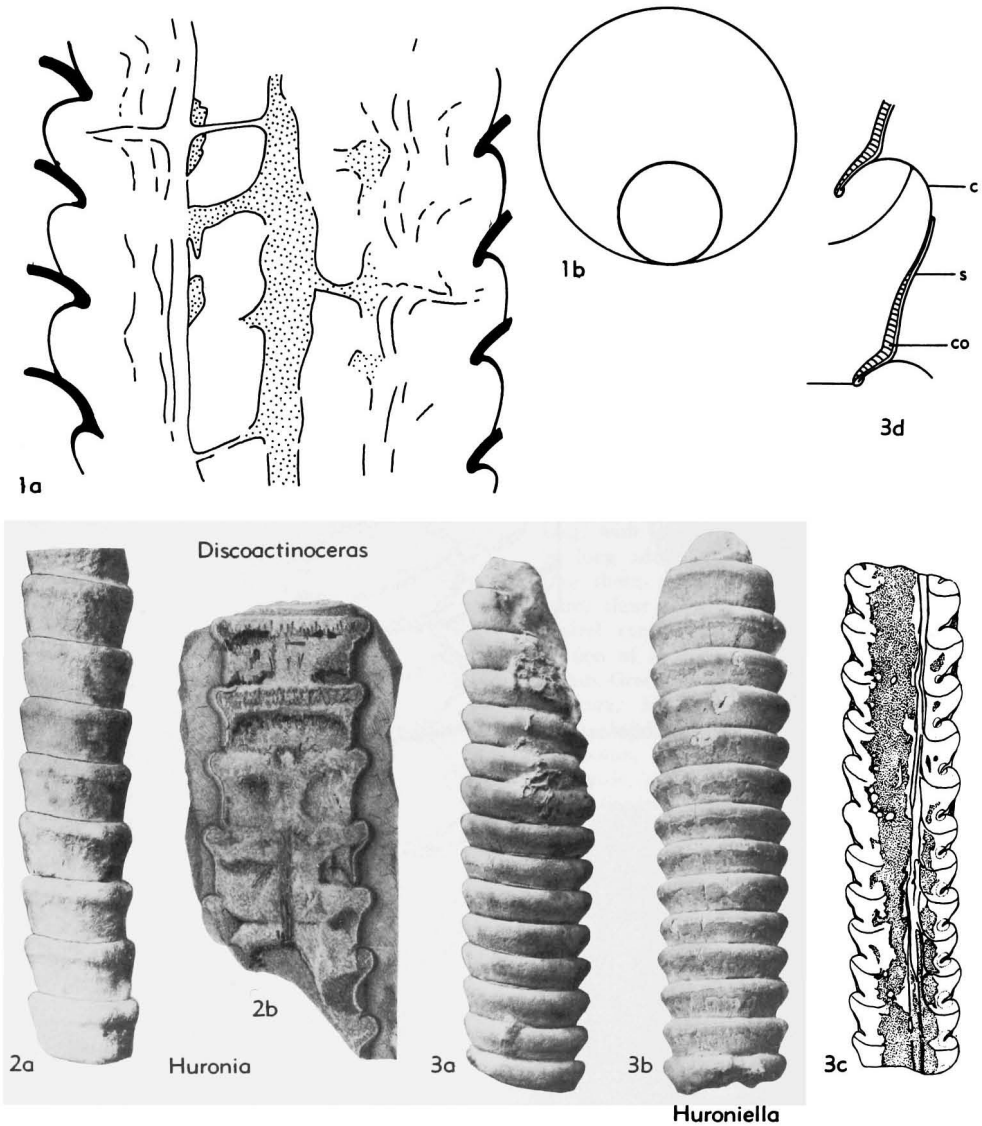 1a
1b
c
s
co
3d
Discoactinoceras
2a
2b
Huronia
3a
3b
3c
Huroniella